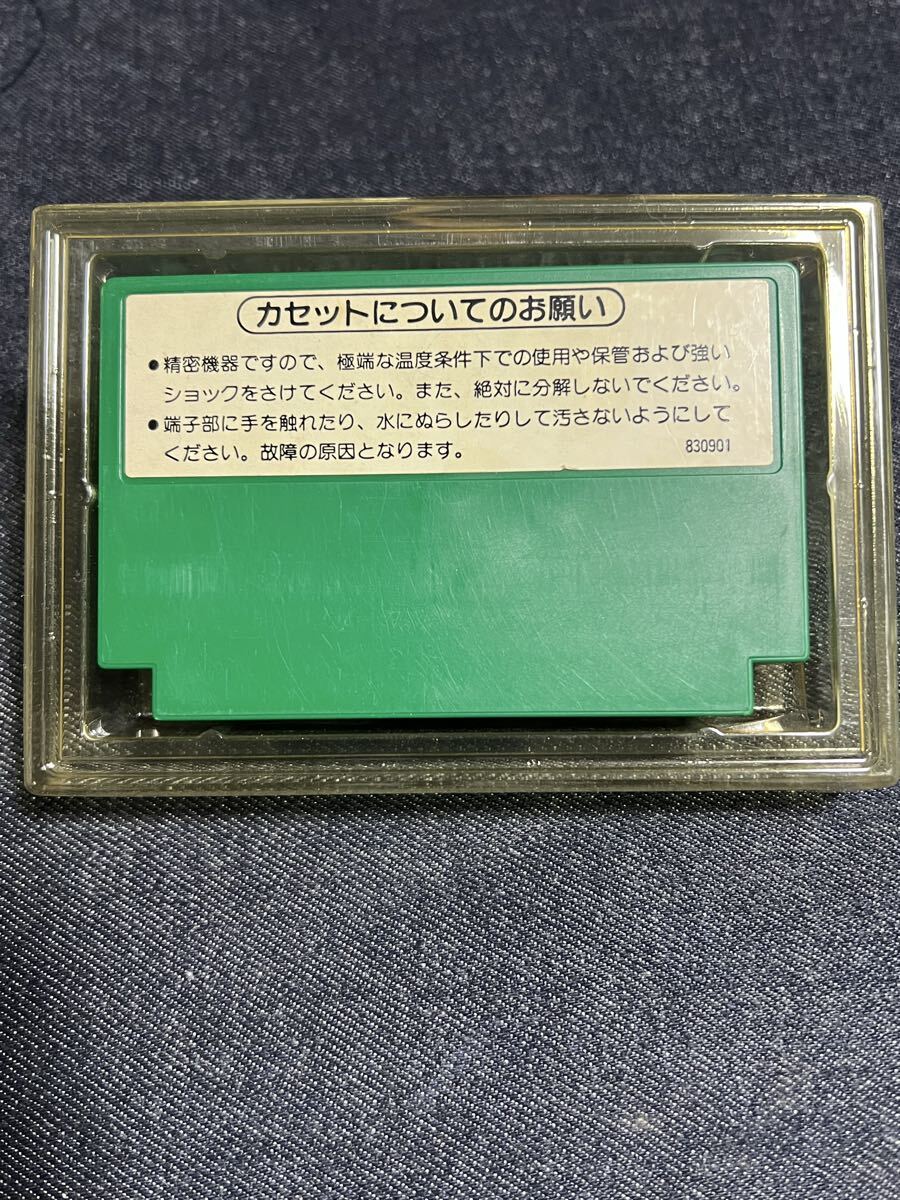 カセットについてのお願い
●精密機器ですので、極端な温度条件下での使用や保管および強い
ショックをさけてください。また、絶対に分解しないでください。
●端子部に手を触れたり、水にぬらしたりして汚さないようにして
ください。故障の原因となります。 830901